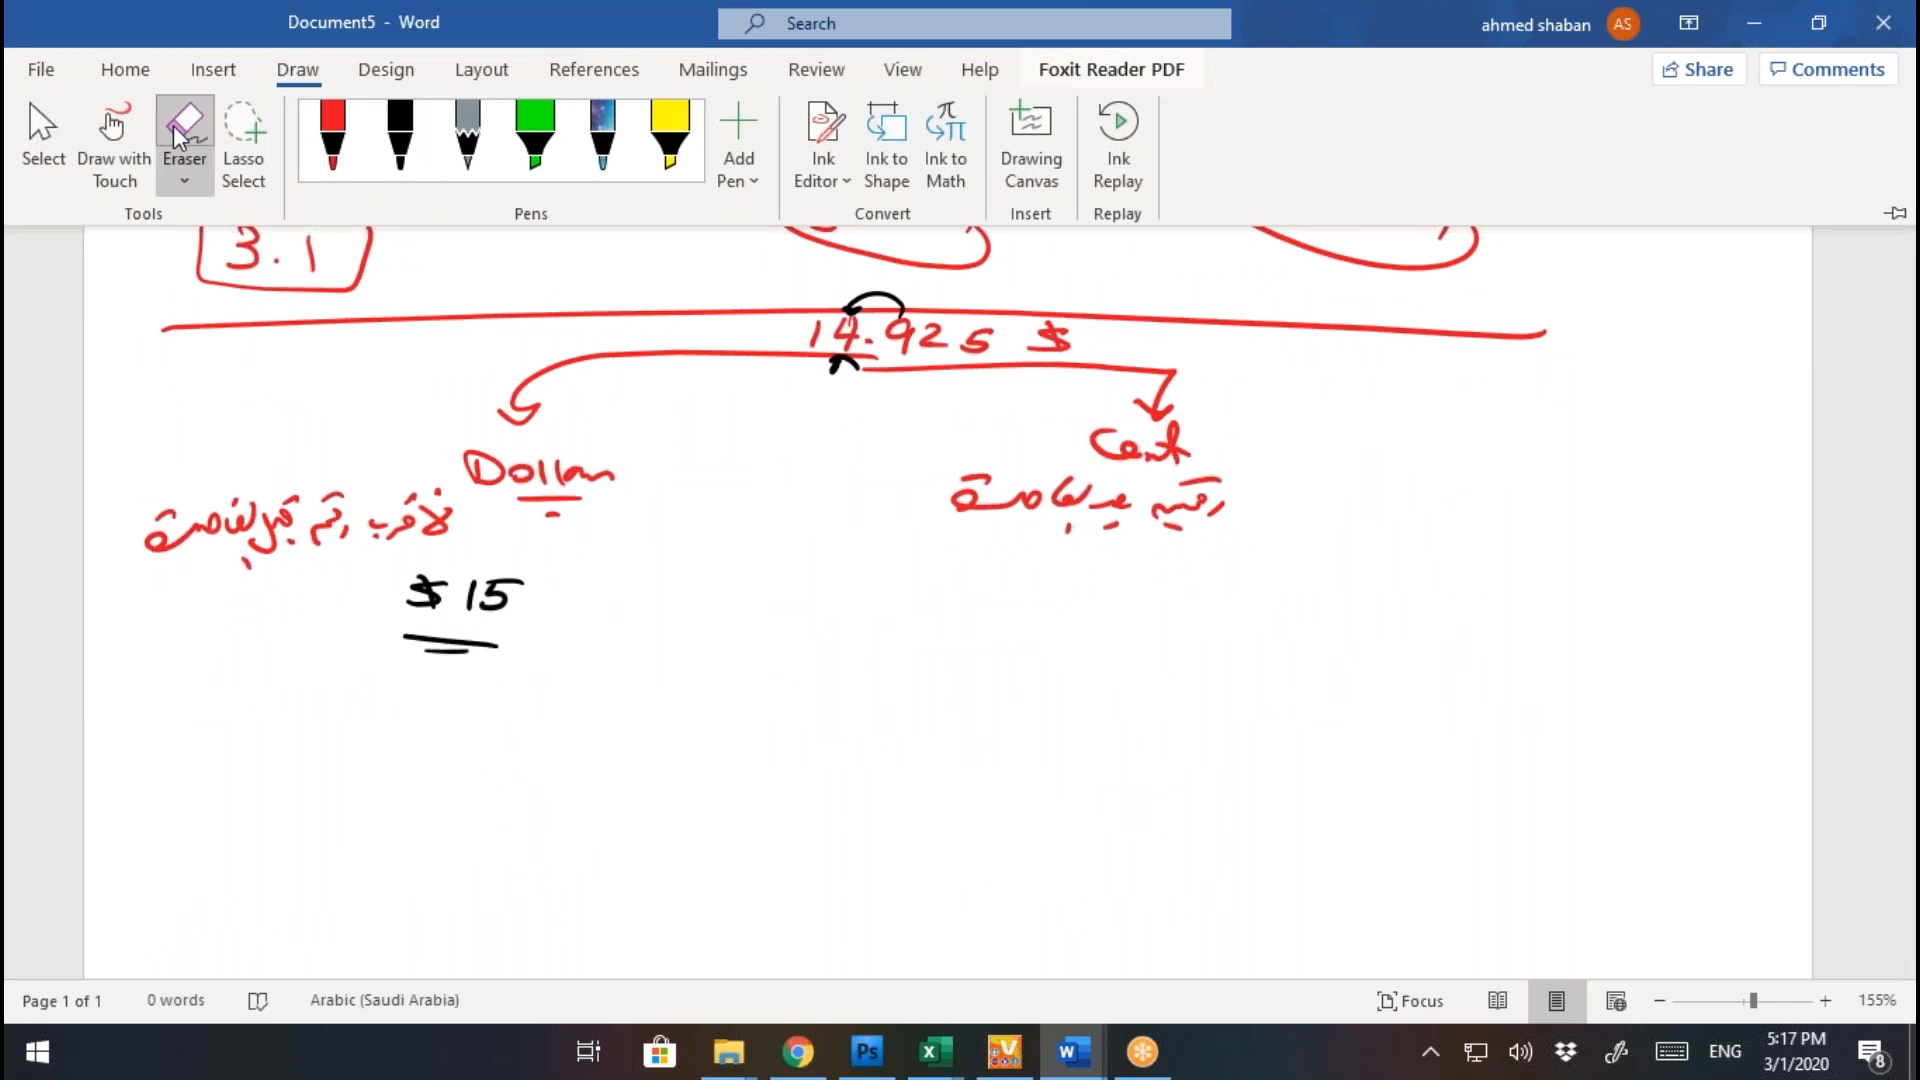 Document5 - Word
Search
ahmed shaban
AS
File Home Insert Draw Design Layout References Mailings Review View Help Foxit Reader PDF
Share
Comments
Select
Draw with Touch
Eraser
Lasso Select
Add Pen
Ink Editor
Ink to Shape
Ink to Math
Drawing Canvas
Ink Replay
Tools
Pens
Convert
Insert
Replay
3.1
14.925 $
Dollar
Cent
لأقرب رقم قبل الفاصلة
رقمين بعد الفاصلة
$ 15
Page 1 of 1
0 words
Arabic (Saudi Arabia)
Focus
155%
Ps
ENG
5:17 PM
3/1/2020
8